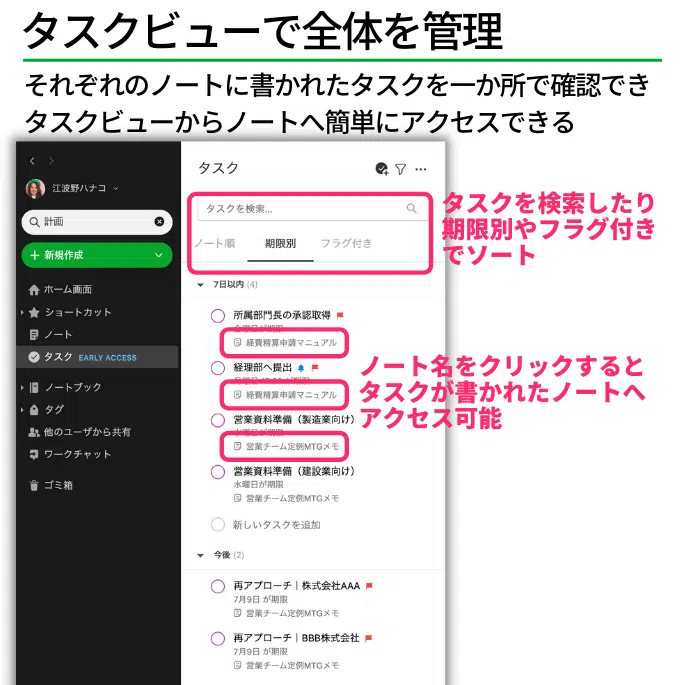 タスクビューで全体を管理
それぞれのノートに書かれたタスクを一か所で確認でき
タスクビューからノートへ簡単にアクセスできる
江波野ハナコ
計画
新規作成
ホーム画面
ショートカット
ノート
タスク EARLY ACCESS
ノートブック
タグ
他のユーザから共有
ワークチャット
ゴミ箱
タスク
タスクを検索...
ノート順 期限別 フラグ付き
タスクを検索したり
期限別やフラグ付き
でソート
7日以内 (4)
所属部門長の承認取得
経費精算申請マニュアル
経理部へ提出
経費精算申請マニュアル
ノート名をクリックすると
タスクが書かれたノートへ
アクセス可能
営業資料準備（製造業向け）
営業チーム定例MTGメモ
営業資料準備（建設業向け）
水曜日が期限
営業チーム定例MTGメモ
新しいタスクを追加
今後 (2)
再アプローチ｜株式会社AAA
7月9日 が期限
営業チーム定例MTGメモ
再アプローチ｜BBB株式会社
7月9日 が期限
営業チーム定例MTGメモ